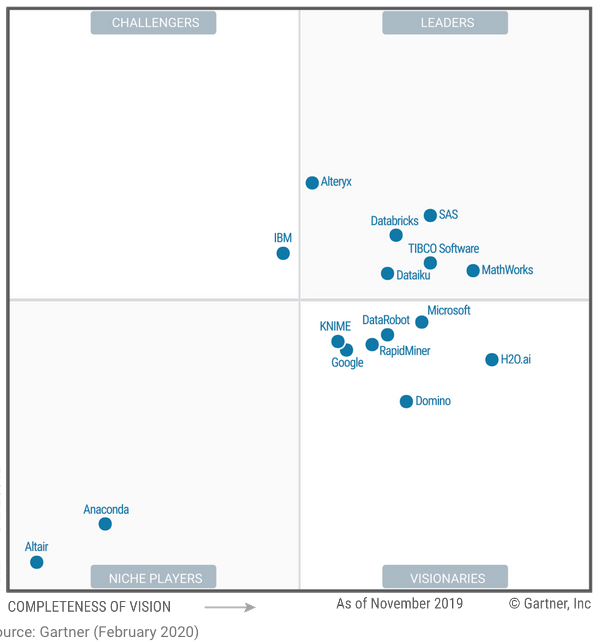 CHALLENGERS
LEADERS
Alteryx
SAS
Databricks
IBM
TIBCO Software
MathWorks
Dataiku
Microsoft
DataRobot
KNIME
RapidMiner
Google
H2O.ai
Domino
Anaconda
Altair
NICHE PLAYERS
VISIONARIES
COMPLETENESS OF VISION
As of November 2019
© Gartner, Inc
ource: Gartner (February 2020)